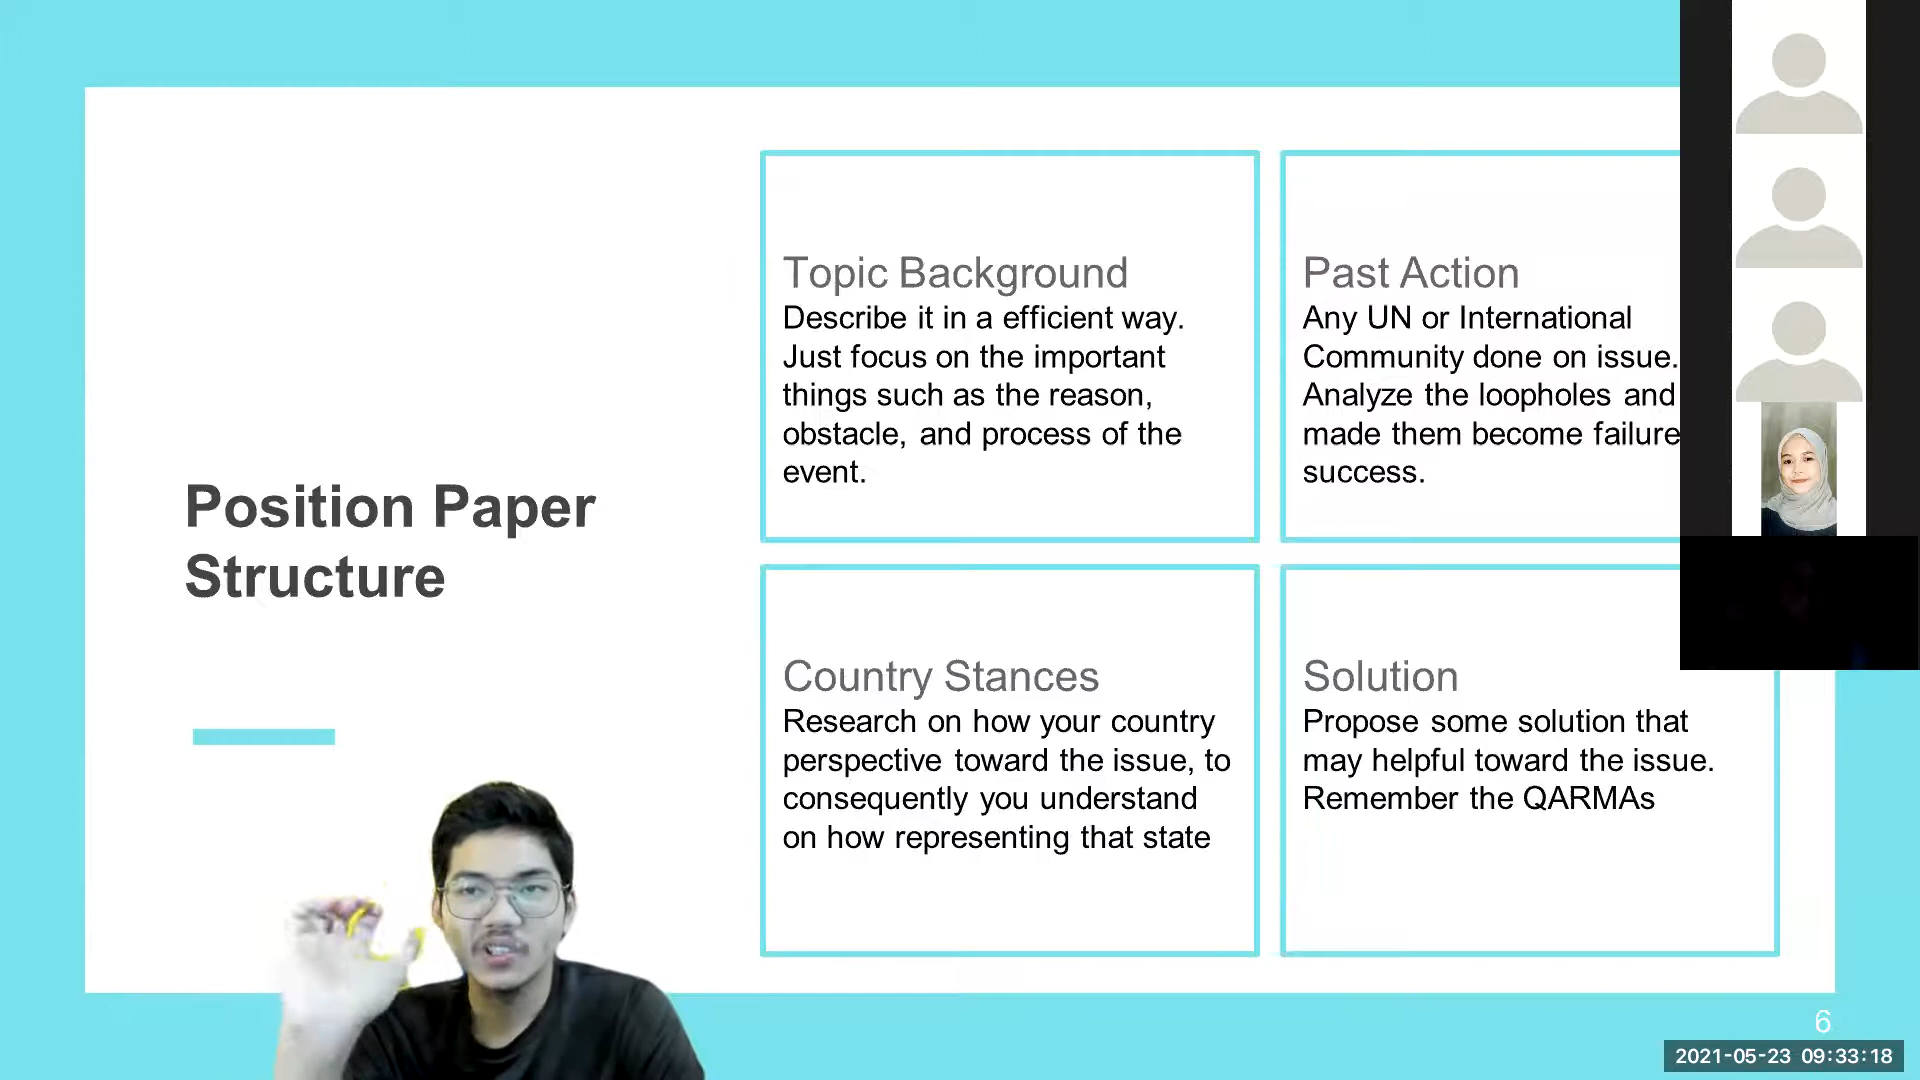 Position Paper
Structure
Topic Background
Describe it in a efficient way.
Just focus on the important
things such as the reason,
obstacle, and process of the
event.
Past Action
Any UN or International
Community done on issue.
Analyze the loopholes and
made them become failure
success.
Country Stances
Research on how your country
perspective toward the issue, to
consequently you understand
on how representing that state
Solution
Propose some solution that
may helpful toward the issue.
Remember the QARMAs
6
2021-05-23 09:33:18